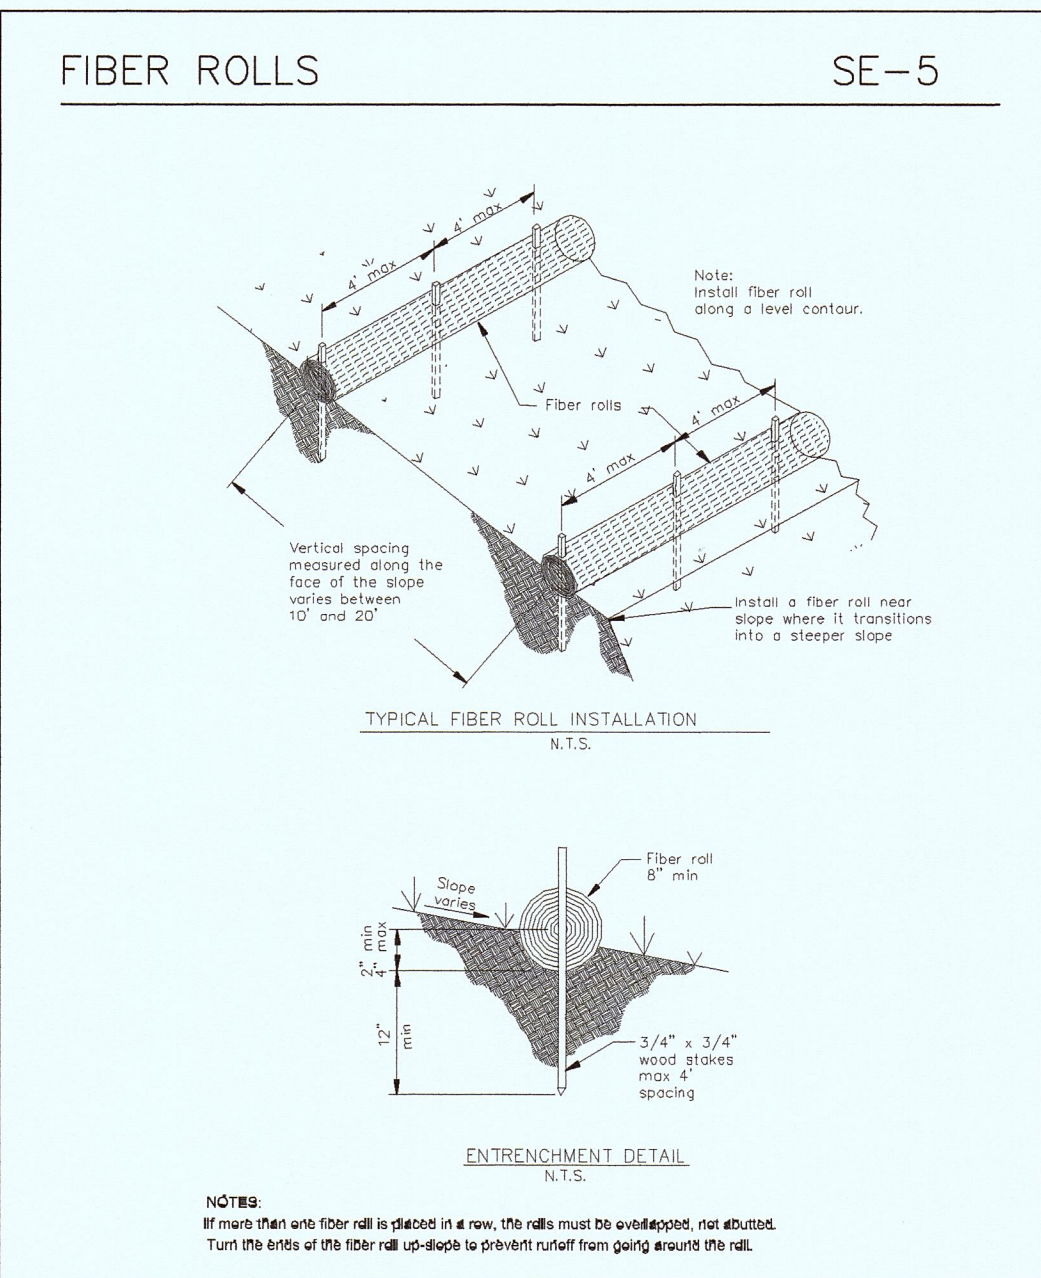 FIBER ROLLS
SE-5
4' max
4' max
Note:
Install fiber roll
along a level contour.
Fiber rolls
4' max
4' max
Vertical spacing
measured along the
face of the slope
varies between
10' and 20'
Install a fiber roll near
slope where it transitions
into a steeper slope
TYPICAL FIBER ROLL INSTALLATION
N.T.S.
Fiber roll
8" min
Slope
varies
2" min
4" max
12"
min
3/4" x 3/4"
wood stakes
max 4'
spacing
ENTRENCHMENT DETAIL
N.T.S.
NOTES:
If more than one fiber roll is placed in a row, the rolls must be overlapped, not abutted.
Turn the ends of the fiber roll up-slope to prevent runoff from going around the roll.